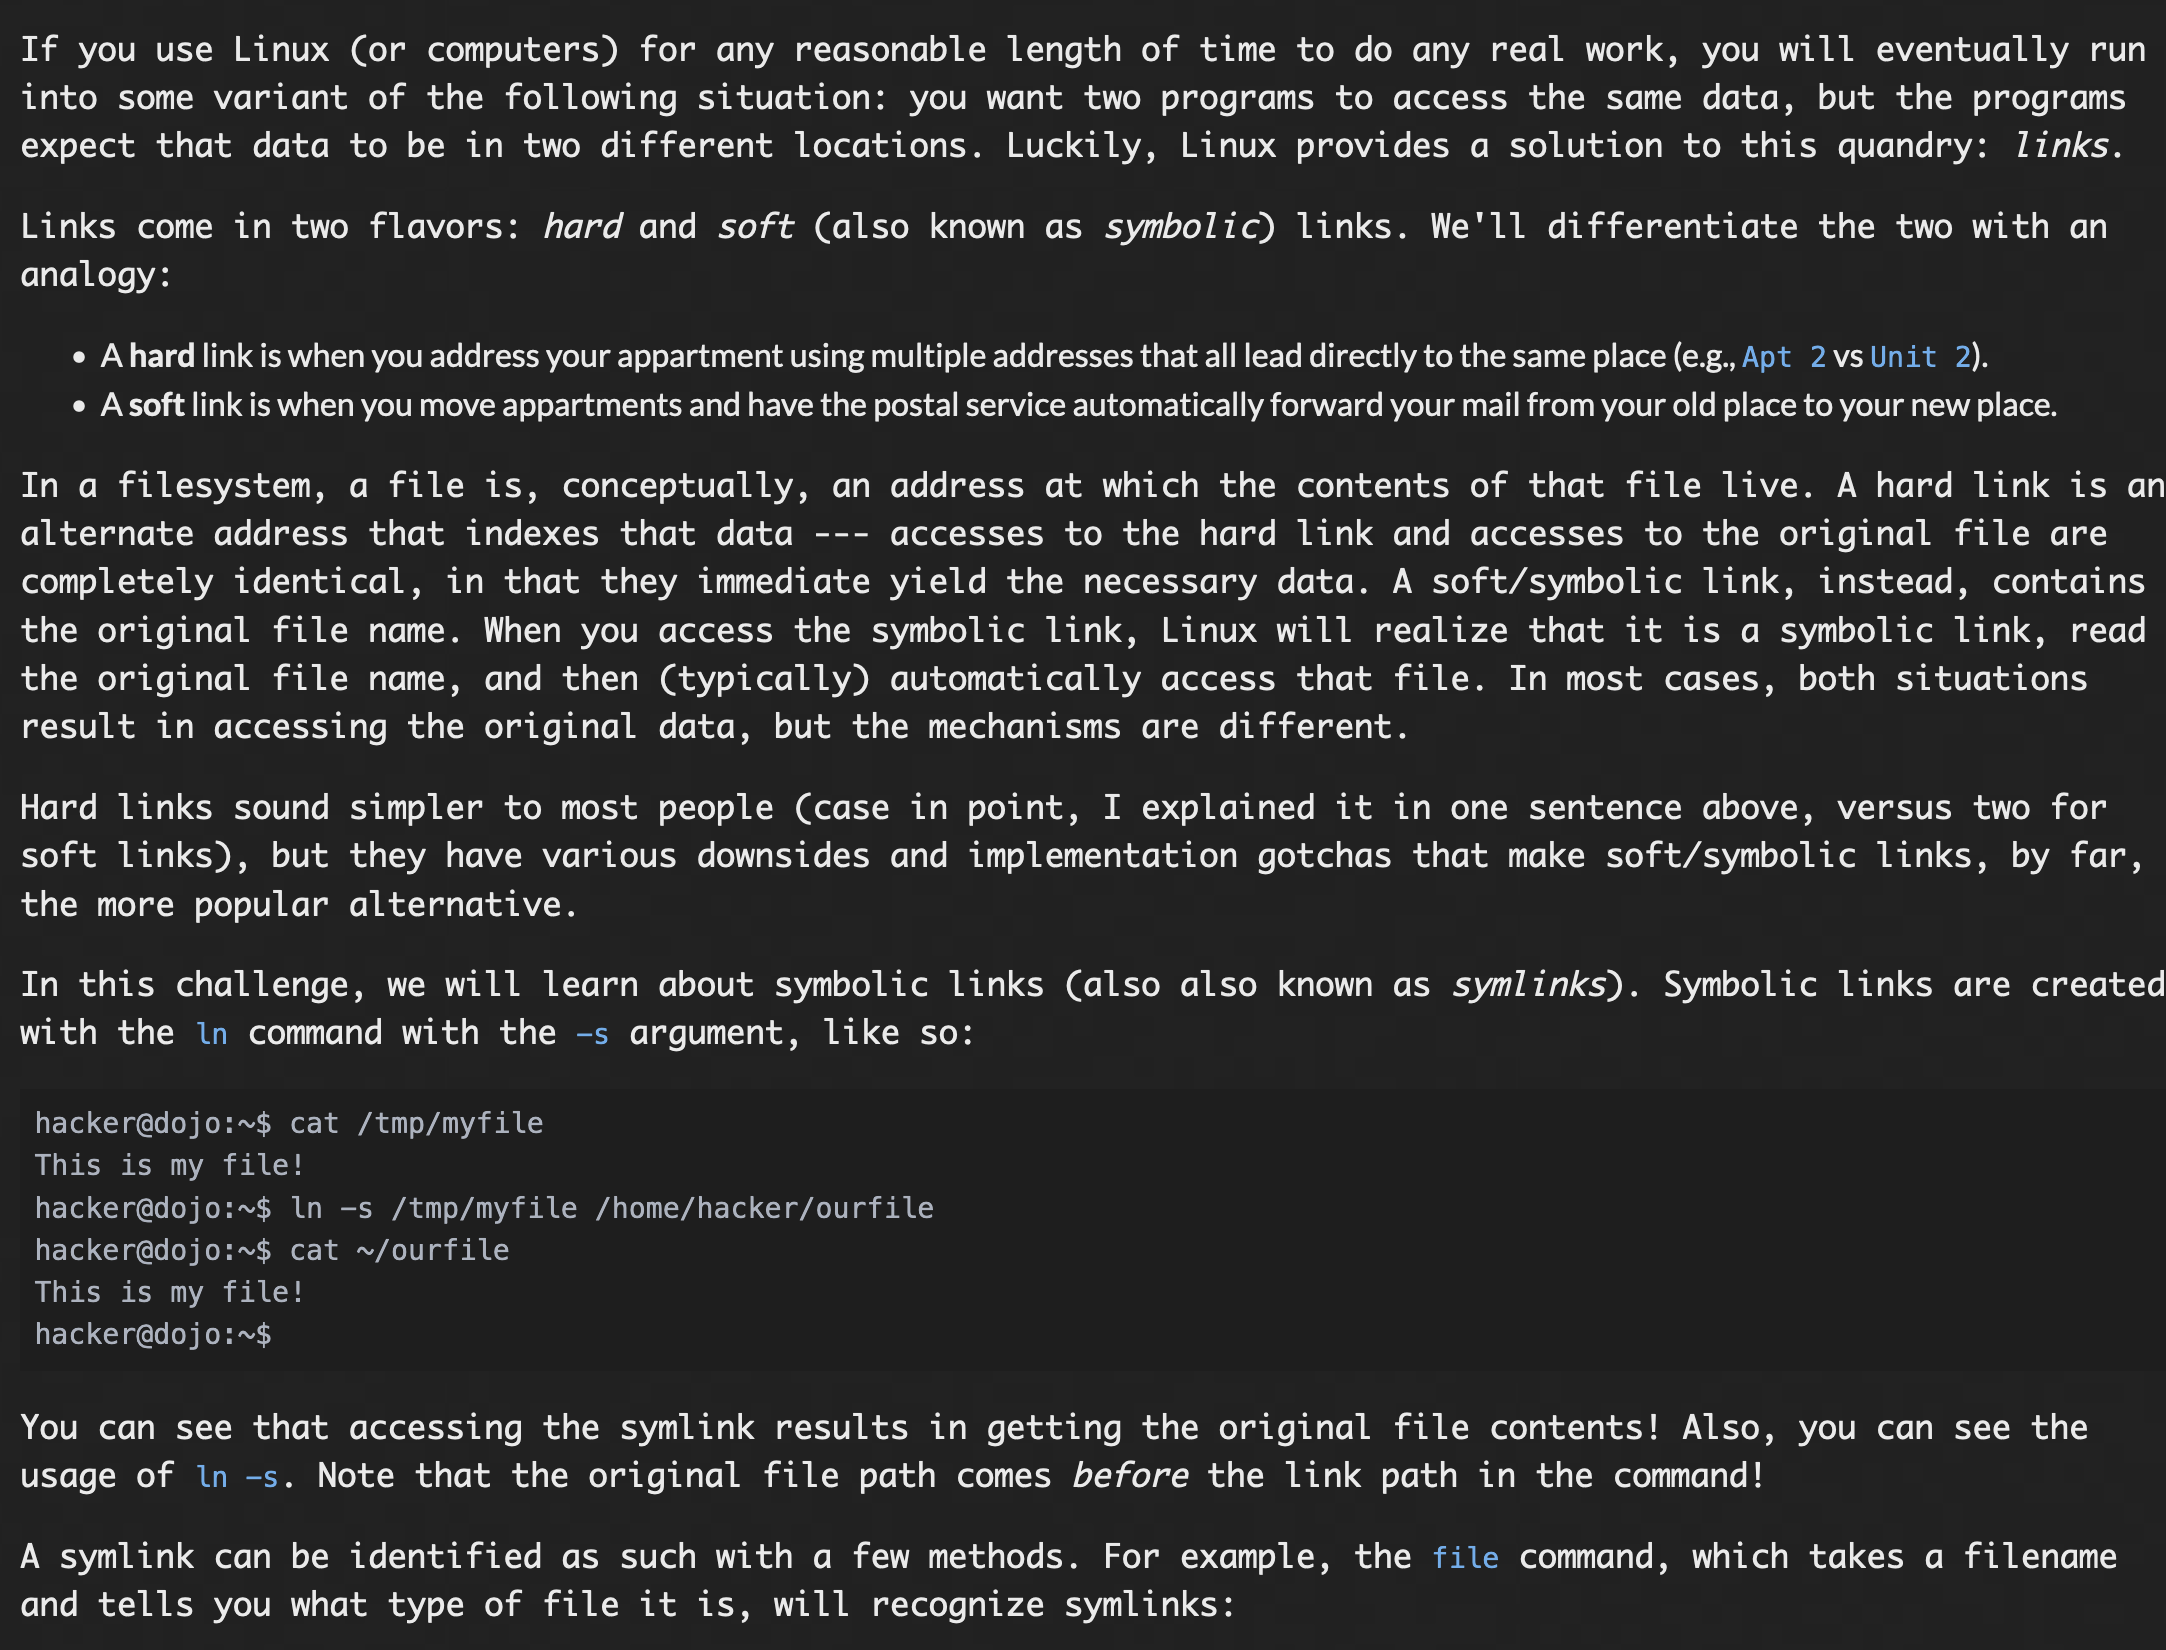 If you use Linux (or computers) for any reasonable length of time to do any real work, you will eventually run
into some variant of the following situation: you want two programs to access the same data, but the programs
expect that data to be in two different locations. Luckily, Linux provides a solution to this quandry: links.
Links come in two flavors: hard and soft (also known as symbolic) links. We'll differentiate the two with an
analogy:
• A hard link is when you address your appartment using multiple addresses that all lead directly to the same place (e.g., Apt 2 vs Unit 2).
• A soft link is when you move appartments and have the postal service automatically forward your mail from your old place to your new place.
In a filesystem, a file is, conceptually, an address at which the contents of that file live. A hard link is an
alternate address that indexes that data --- accesses to the hard link and accesses to the original file are
completely identical, in that they immediate yield the necessary data. A soft/symbolic link, instead, contains
the original file name. When you access the symbolic link, Linux will realize that it is a symbolic link, read
the original file name, and then (typically) automatically access that file. In most cases, both situations
result in accessing the original data, but the mechanisms are different.
Hard links sound simpler to most people (case in point, I explained it in one sentence above, versus two for
soft links), but they have various downsides and implementation gotchas that make soft/symbolic links, by far,
the more popular alternative.
In this challenge, we will learn about symbolic links (also also known as symlinks). Symbolic links are created
with the ln command with the -s argument, like so:
hacker@dojo:~$ cat /tmp/myfile
This is my file!
hacker@dojo:~$ ln -s /tmp/myfile /home/hacker/ourfile
hacker@dojo:~$ cat ~/ourfile
This is my file!
hacker@dojo:~$
You can see that accessing the symlink results in getting the original file contents! Also, you can see the
usage of ln -s. Note that the original file path comes before the link path in the command!
A symlink can be identified as such with a few methods. For example, the file command, which takes a filename
and tells you what type of file it is, will recognize symlinks: